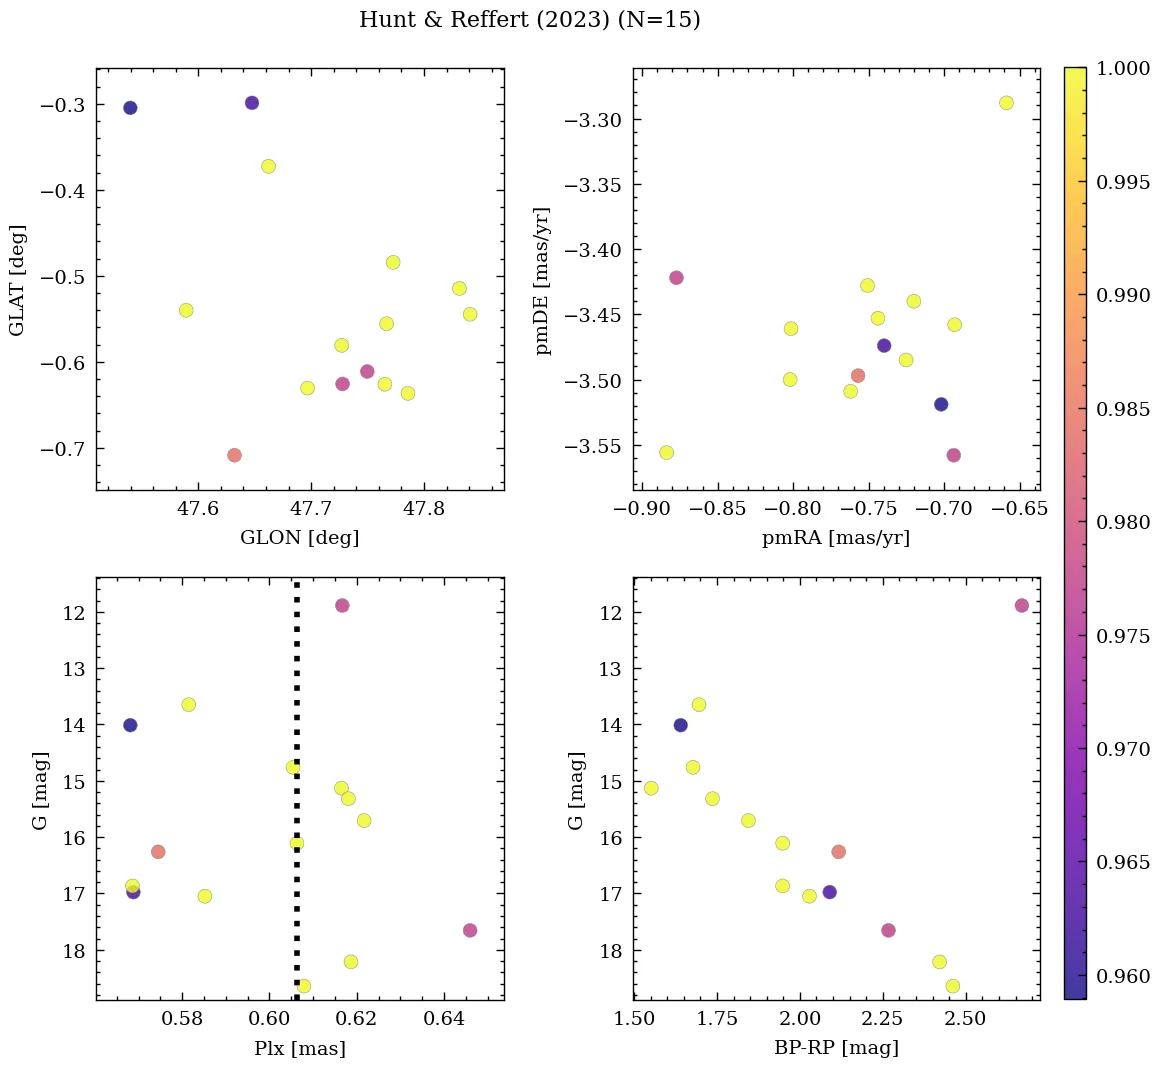 Hunt & Reffert (2023) (N=15)
−0.3
−0.4
−0.5
−0.6
−0.7
GLAT [deg]
47.6 47.7 47.8
GLON [deg]
−3.30
−3.35
−3.40
−3.45
−3.50
−3.55
pmDE [mas/yr]
−0.90 −0.85 −0.80 −0.75 −0.70 −0.65
pmRA [mas/yr]
12
13
14
15
16
17
18
G [mag]
0.58 0.60 0.62 0.64
Plx [mas]
12
13
14
15
16
17
18
G [mag]
1.50 1.75 2.00 2.25 2.50
BP-RP [mag]
1.000
0.995
0.990
0.985
0.980
0.975
0.970
0.965
0.960